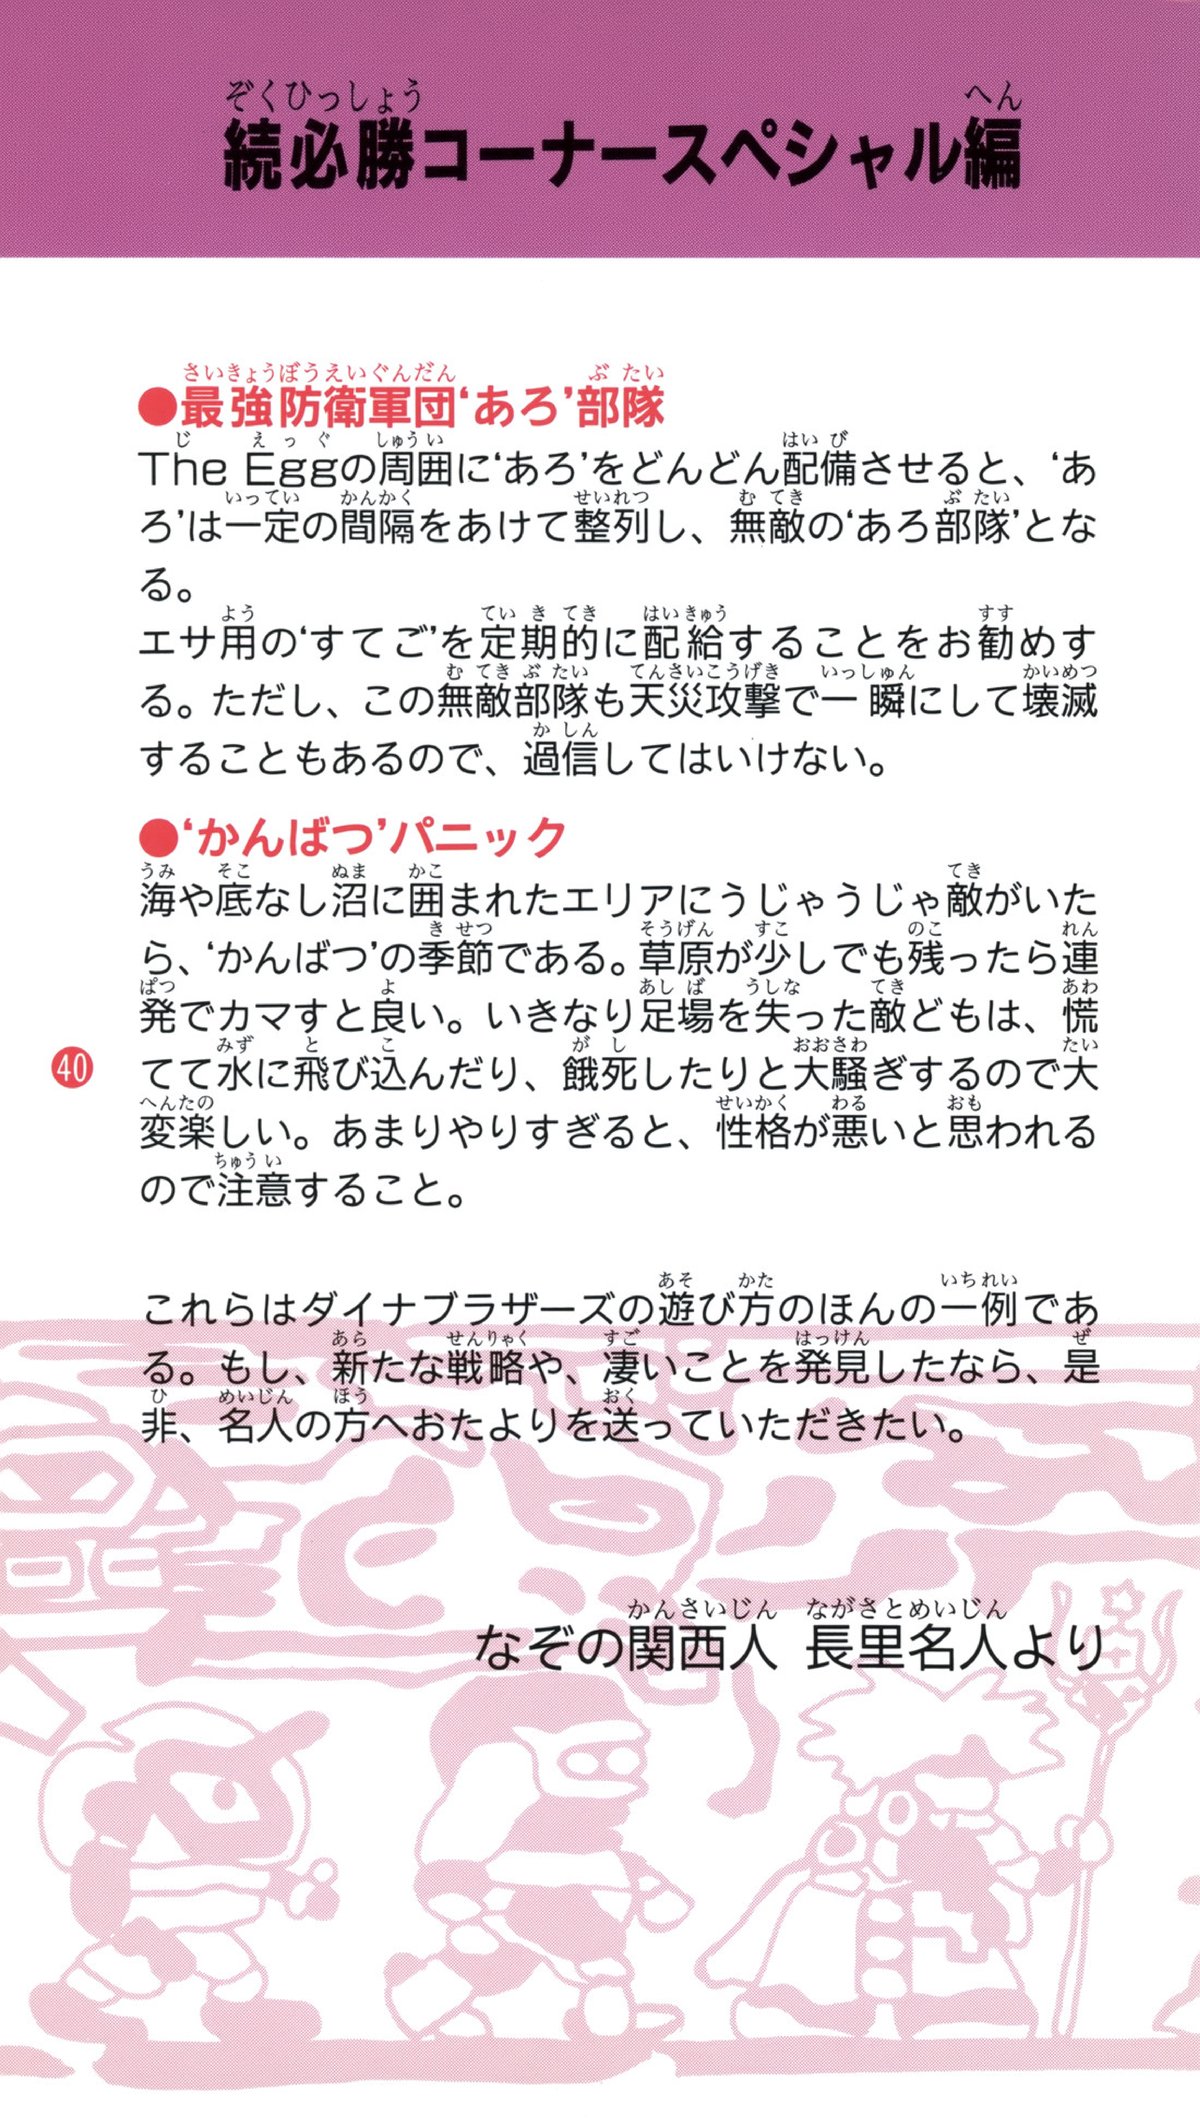 続必勝コーナースペシャル編
●最強防衛軍団‘あろ’部隊
The Eggの周囲に‘あろ’をどんどん配備させると、‘あ
ろ’は一定の間隔をあけて整列し、無敵の‘あろ部隊’とな
る。
エサ用の‘すてご’を定期的に配給することをお勧めす
る。ただし、この無敵部隊も天災攻撃で一瞬にして壊滅
することもあるので、過信してはいけない。
●‘かんばつ’パニック
海や底なし沼に囲まれたエリアにうじゃうじゃ敵がいた
ら、‘かんばつ’の季節である。草原が少しでも残ったら連
発でカマすと良い。いきなり足場を失った敵どもは、慌
てて水に飛び込んだり、餓死したりと大騒ぎするので大
変楽しい。あまりやりすぎると、性格が悪いと思われる
ので注意すること。
40
これらはダイナブラザーズの遊び方のほんの一例であ
る。もし、新たな戦略や、凄いことを発見したなら、是
非、名人の方へおたよりを送っていただきたい。
なぞの関西人 長里名人より